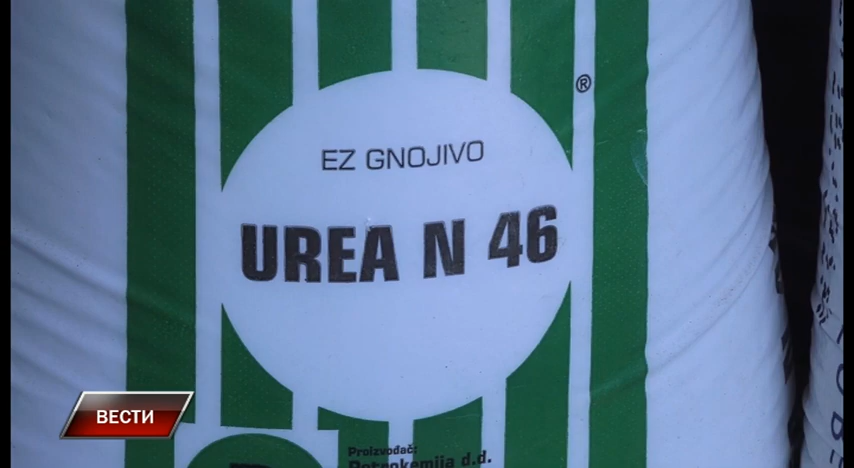 ®
EZ GNOJIVO
UREA N 46
ВЕСТИ
Proizvođač:
Petrokemija d.d.